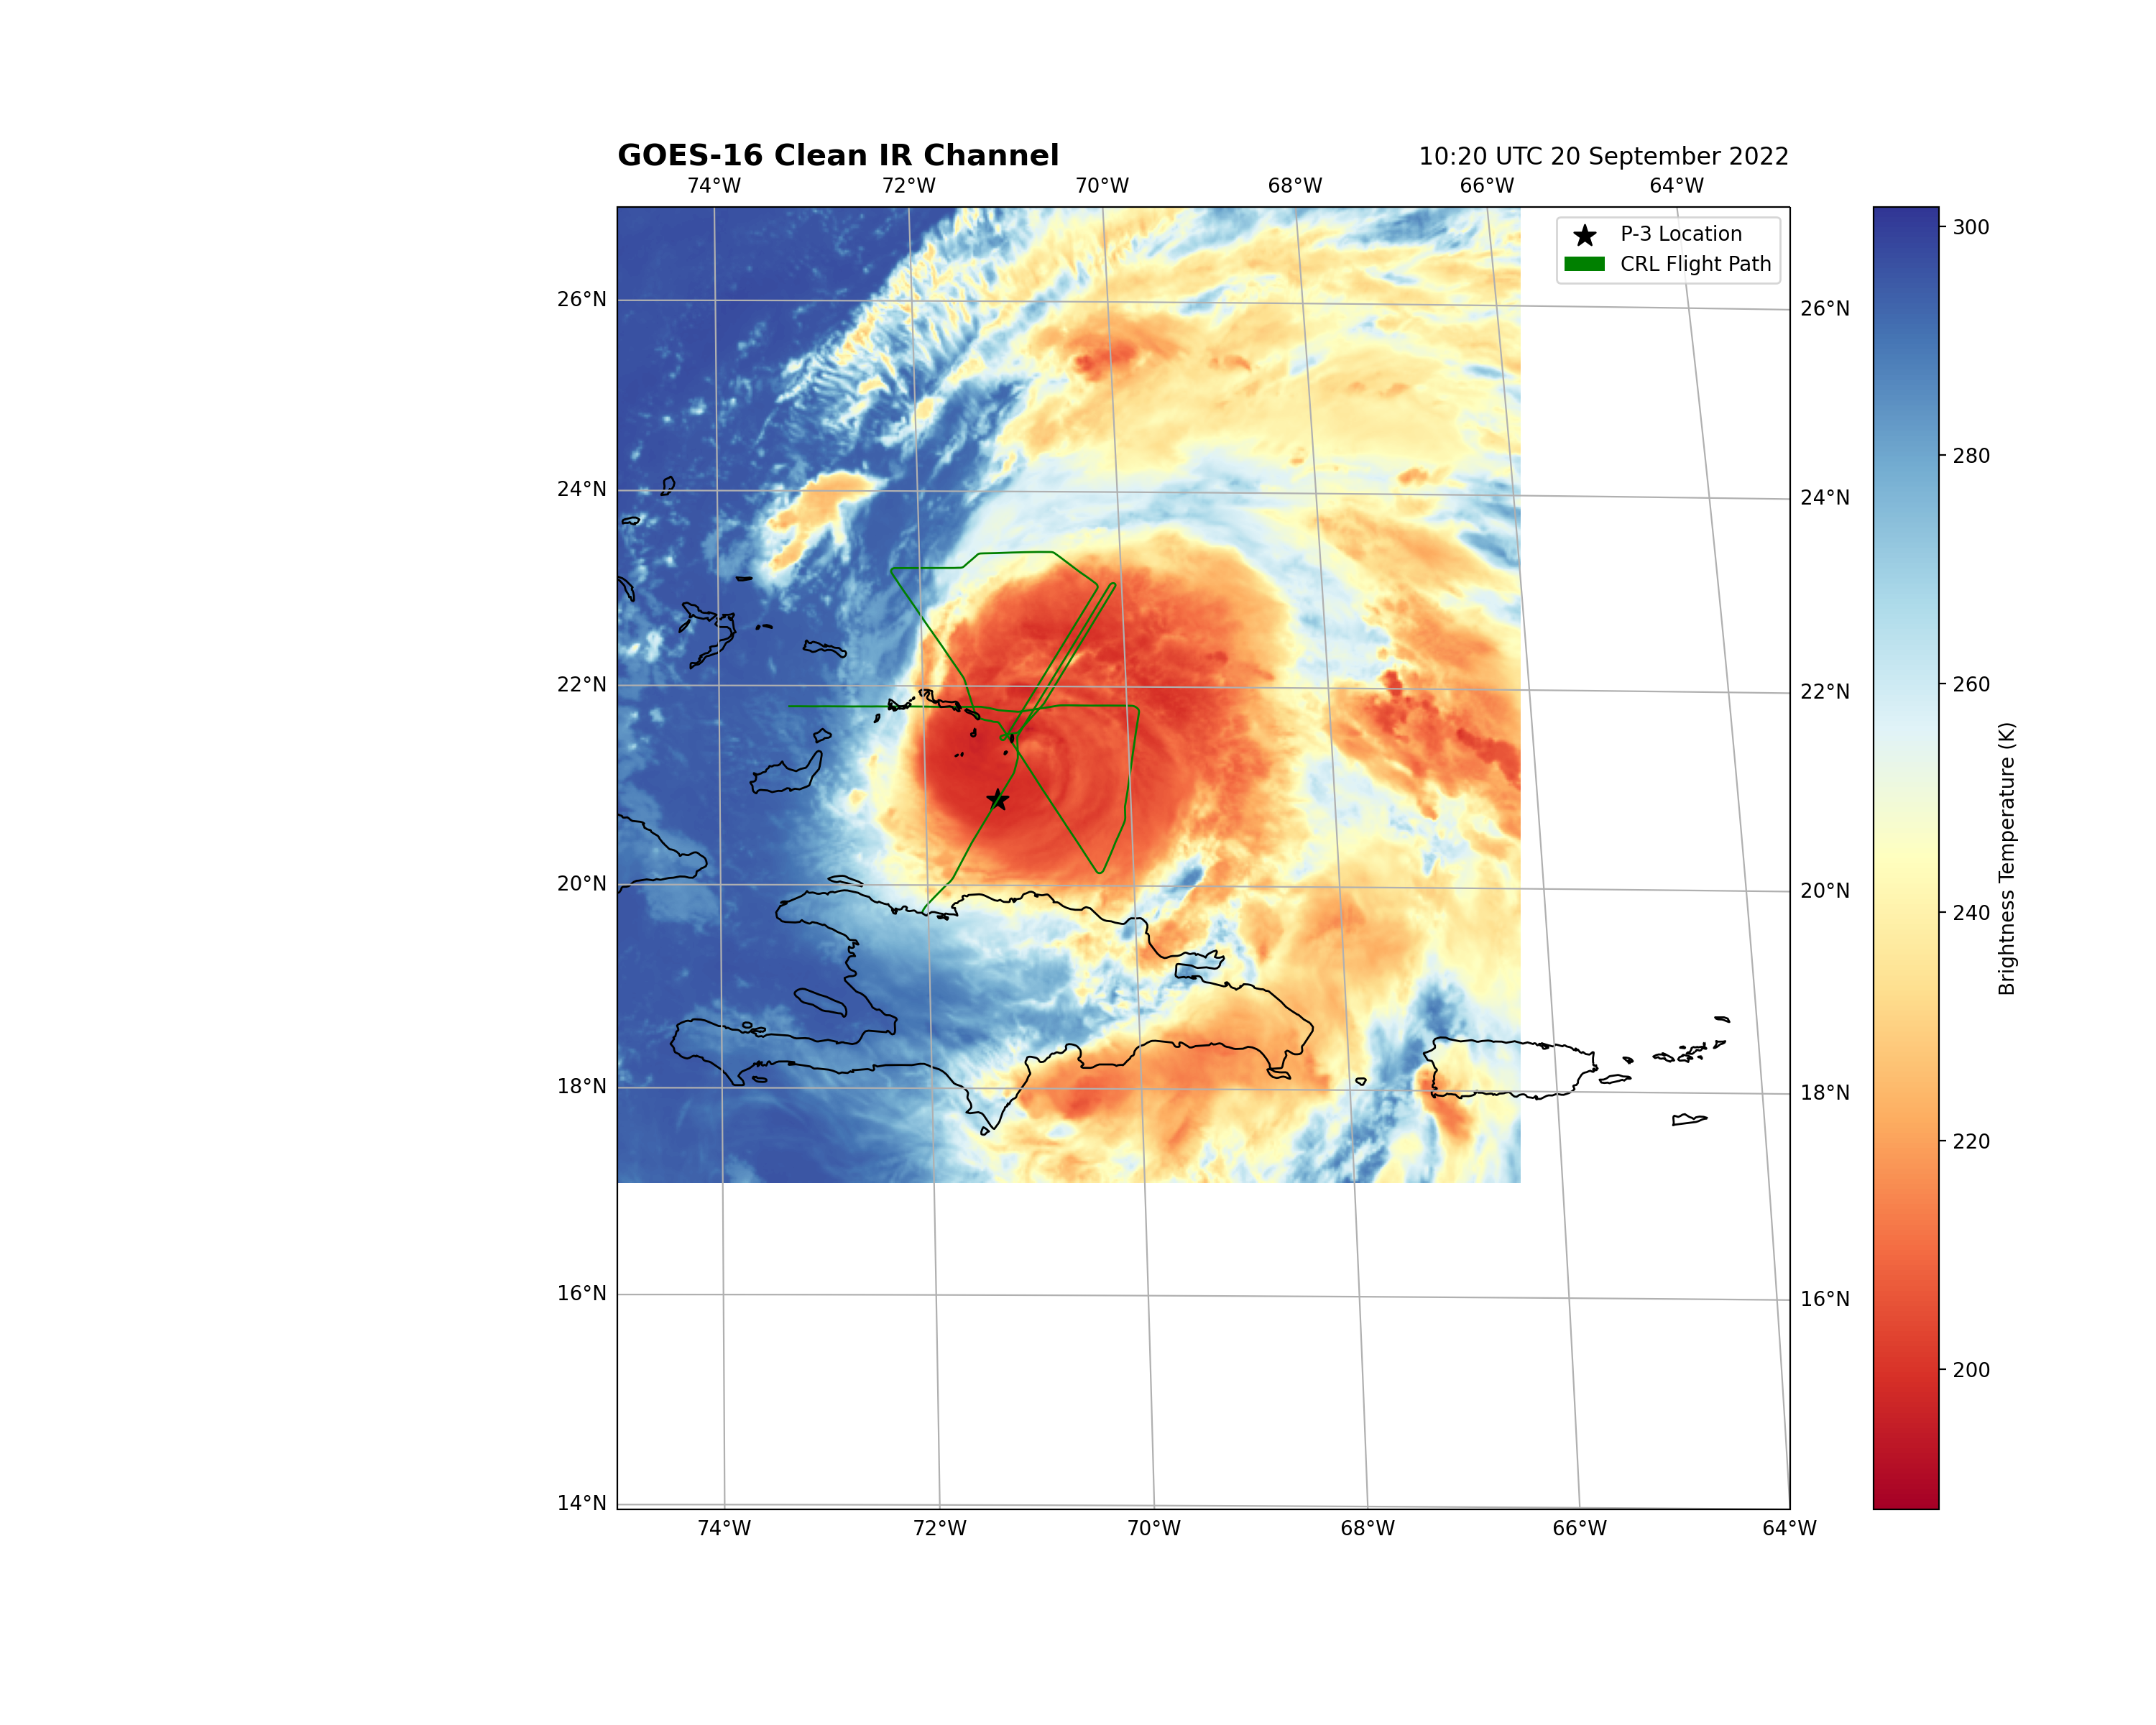 GOES-16 Clean IR Channel
10:20 UTC 20 September 2022
74°W 72°W 70°W 68°W 66°W 64°W
P-3 Location
CRL Flight Path
26°N
24°N
22°N
20°N
18°N
16°N
14°N
26°N
24°N
22°N
20°N
18°N
16°N
74°W 72°W 70°W 68°W 66°W 64°W
300
280
260
240
220
200
Brightness Temperature (K)